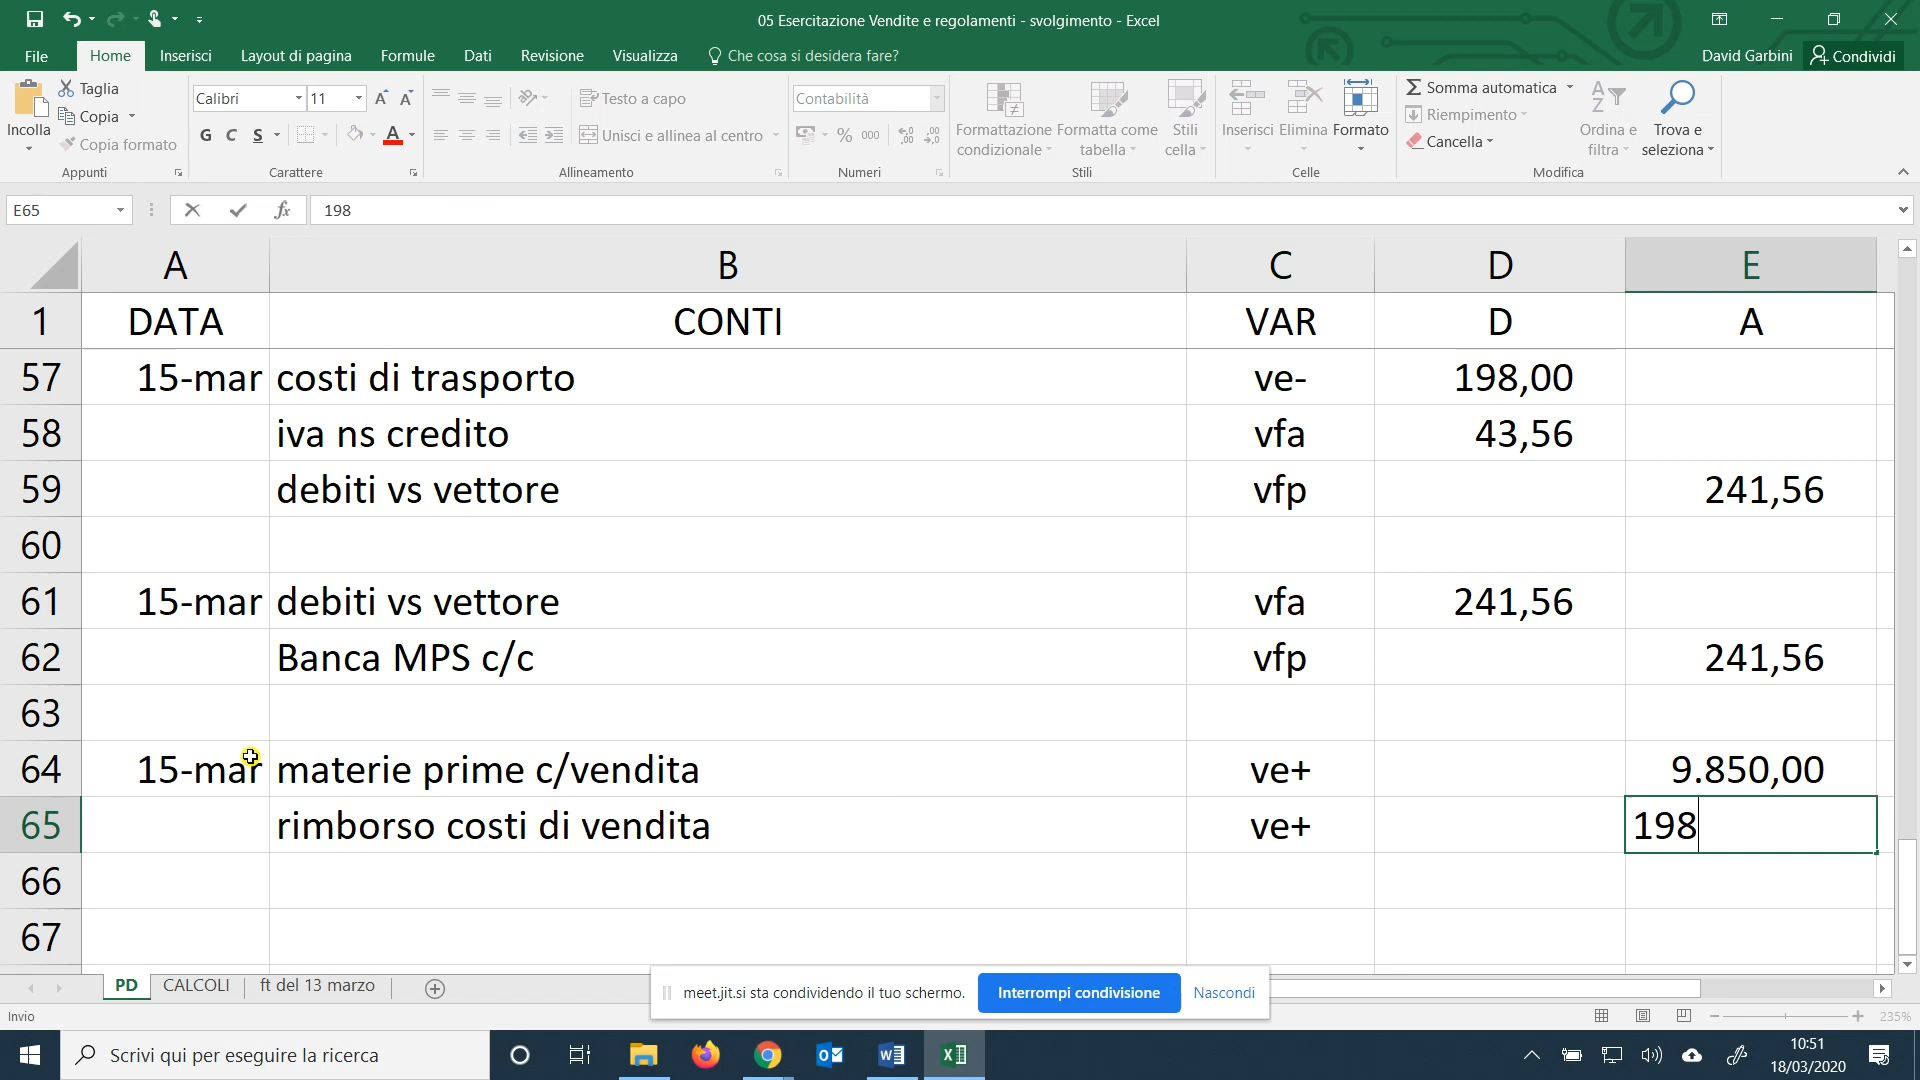 05 Esercitazione Vendite e regolamenti - svolgimento - Excel
File Home Inserisci Layout di pagina Formule Dati Revisione Visualizza Che cosa si desidera fare? David Garbini Condividi
Incolla
Taglia
Copia
Copia formato
Appunti
Calibri 11
G C S A
Carattere
Testo a capo
Unisci e allinea al centro
Allineamento
Contabilità
% 000
Numeri
Formattazione condizionale
Formatta come tabella
Stili cella
Stili
Inserisci Elimina Formato
Celle
Somma automatica
Riempimento
Cancella
Ordina e filtra
Trova e seleziona
Modifica
E65 fx 198
A B C D E
1 DATA CONTI VAR D A
57 15-mar costi di trasporto ve- 198,00
58 iva ns credito vfa 43,56
59 debiti vs vettore vfp 241,56
60
61 15-mar debiti vs vettore vfa 241,56
62 Banca MPS c/c vfp 241,56
63
64 15-mar materie prime c/vendita ve+ 9.850,00
65 rimborso costi di vendita ve+ 198
66
67
PD CALCOLI ft del 13 marzo
meet.jit.si sta condividendo il tuo schermo. Interrompi condivisione Nascondi
Invio 235%
Scrivi qui per eseguire la ricerca
10:51
18/03/2020